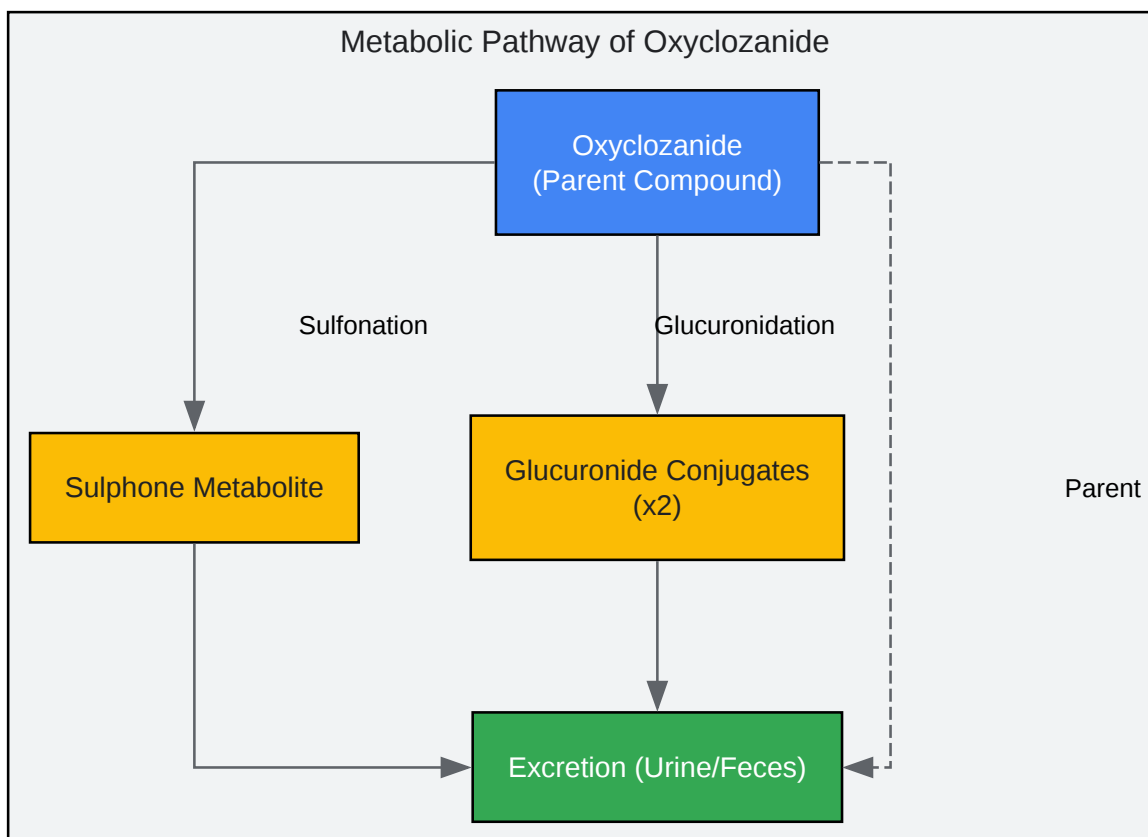 Metabolic Pathway of Oxyclozanide
Oxyclozanide
(Parent Compound)
Sulfonation
Glucuronidation
Sulphone Metabolite
Glucuronide Conjugates
(x2)
Parent
Excretion (Urine/Feces)